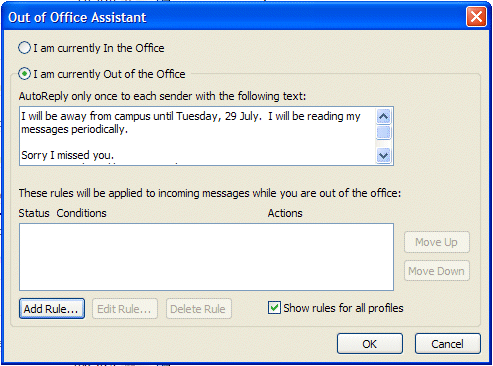 Out of Office Assistant
I am currently In the Office
I am currently Out of the Office
AutoReply only once to each sender with the following text:
I will be away from campus until Tuesday, 29 July.  I will be reading my
messages periodically.
Sorry I missed you.
These rules will be applied to incoming messages while you are out of the office:
Status Conditions Actions
Move Up
Move Down
Add Rule... Edit Rule... Delete Rule Show rules for all profiles
OK Cancel